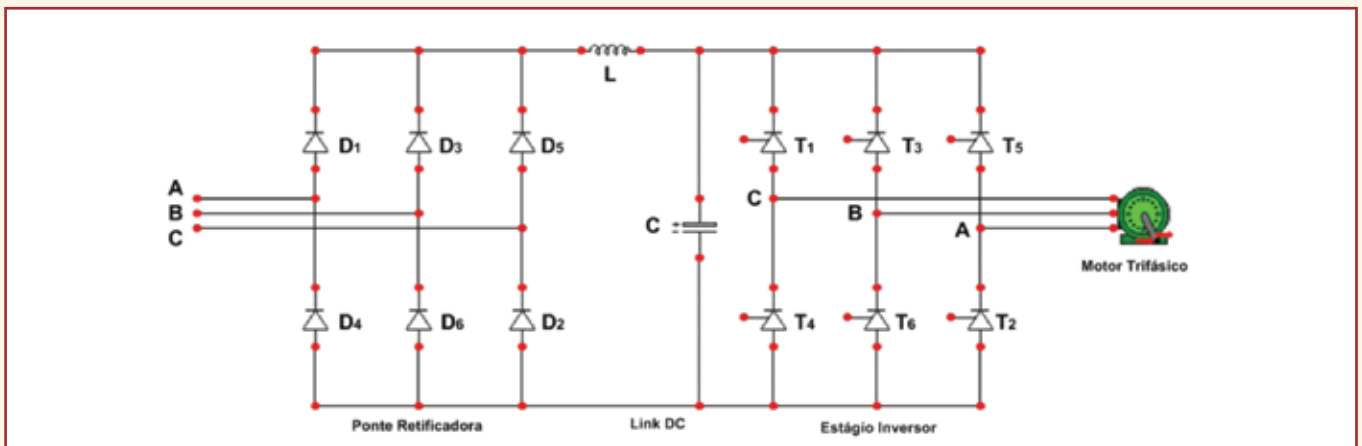 L
D1
D3
D5
T1
T3
T5
A
B
C
C
B
A
C
Motor Trifásico
D4
D6
D2
T4
T6
T2
Ponte Retificadora
Link DC
Estágio Inversor